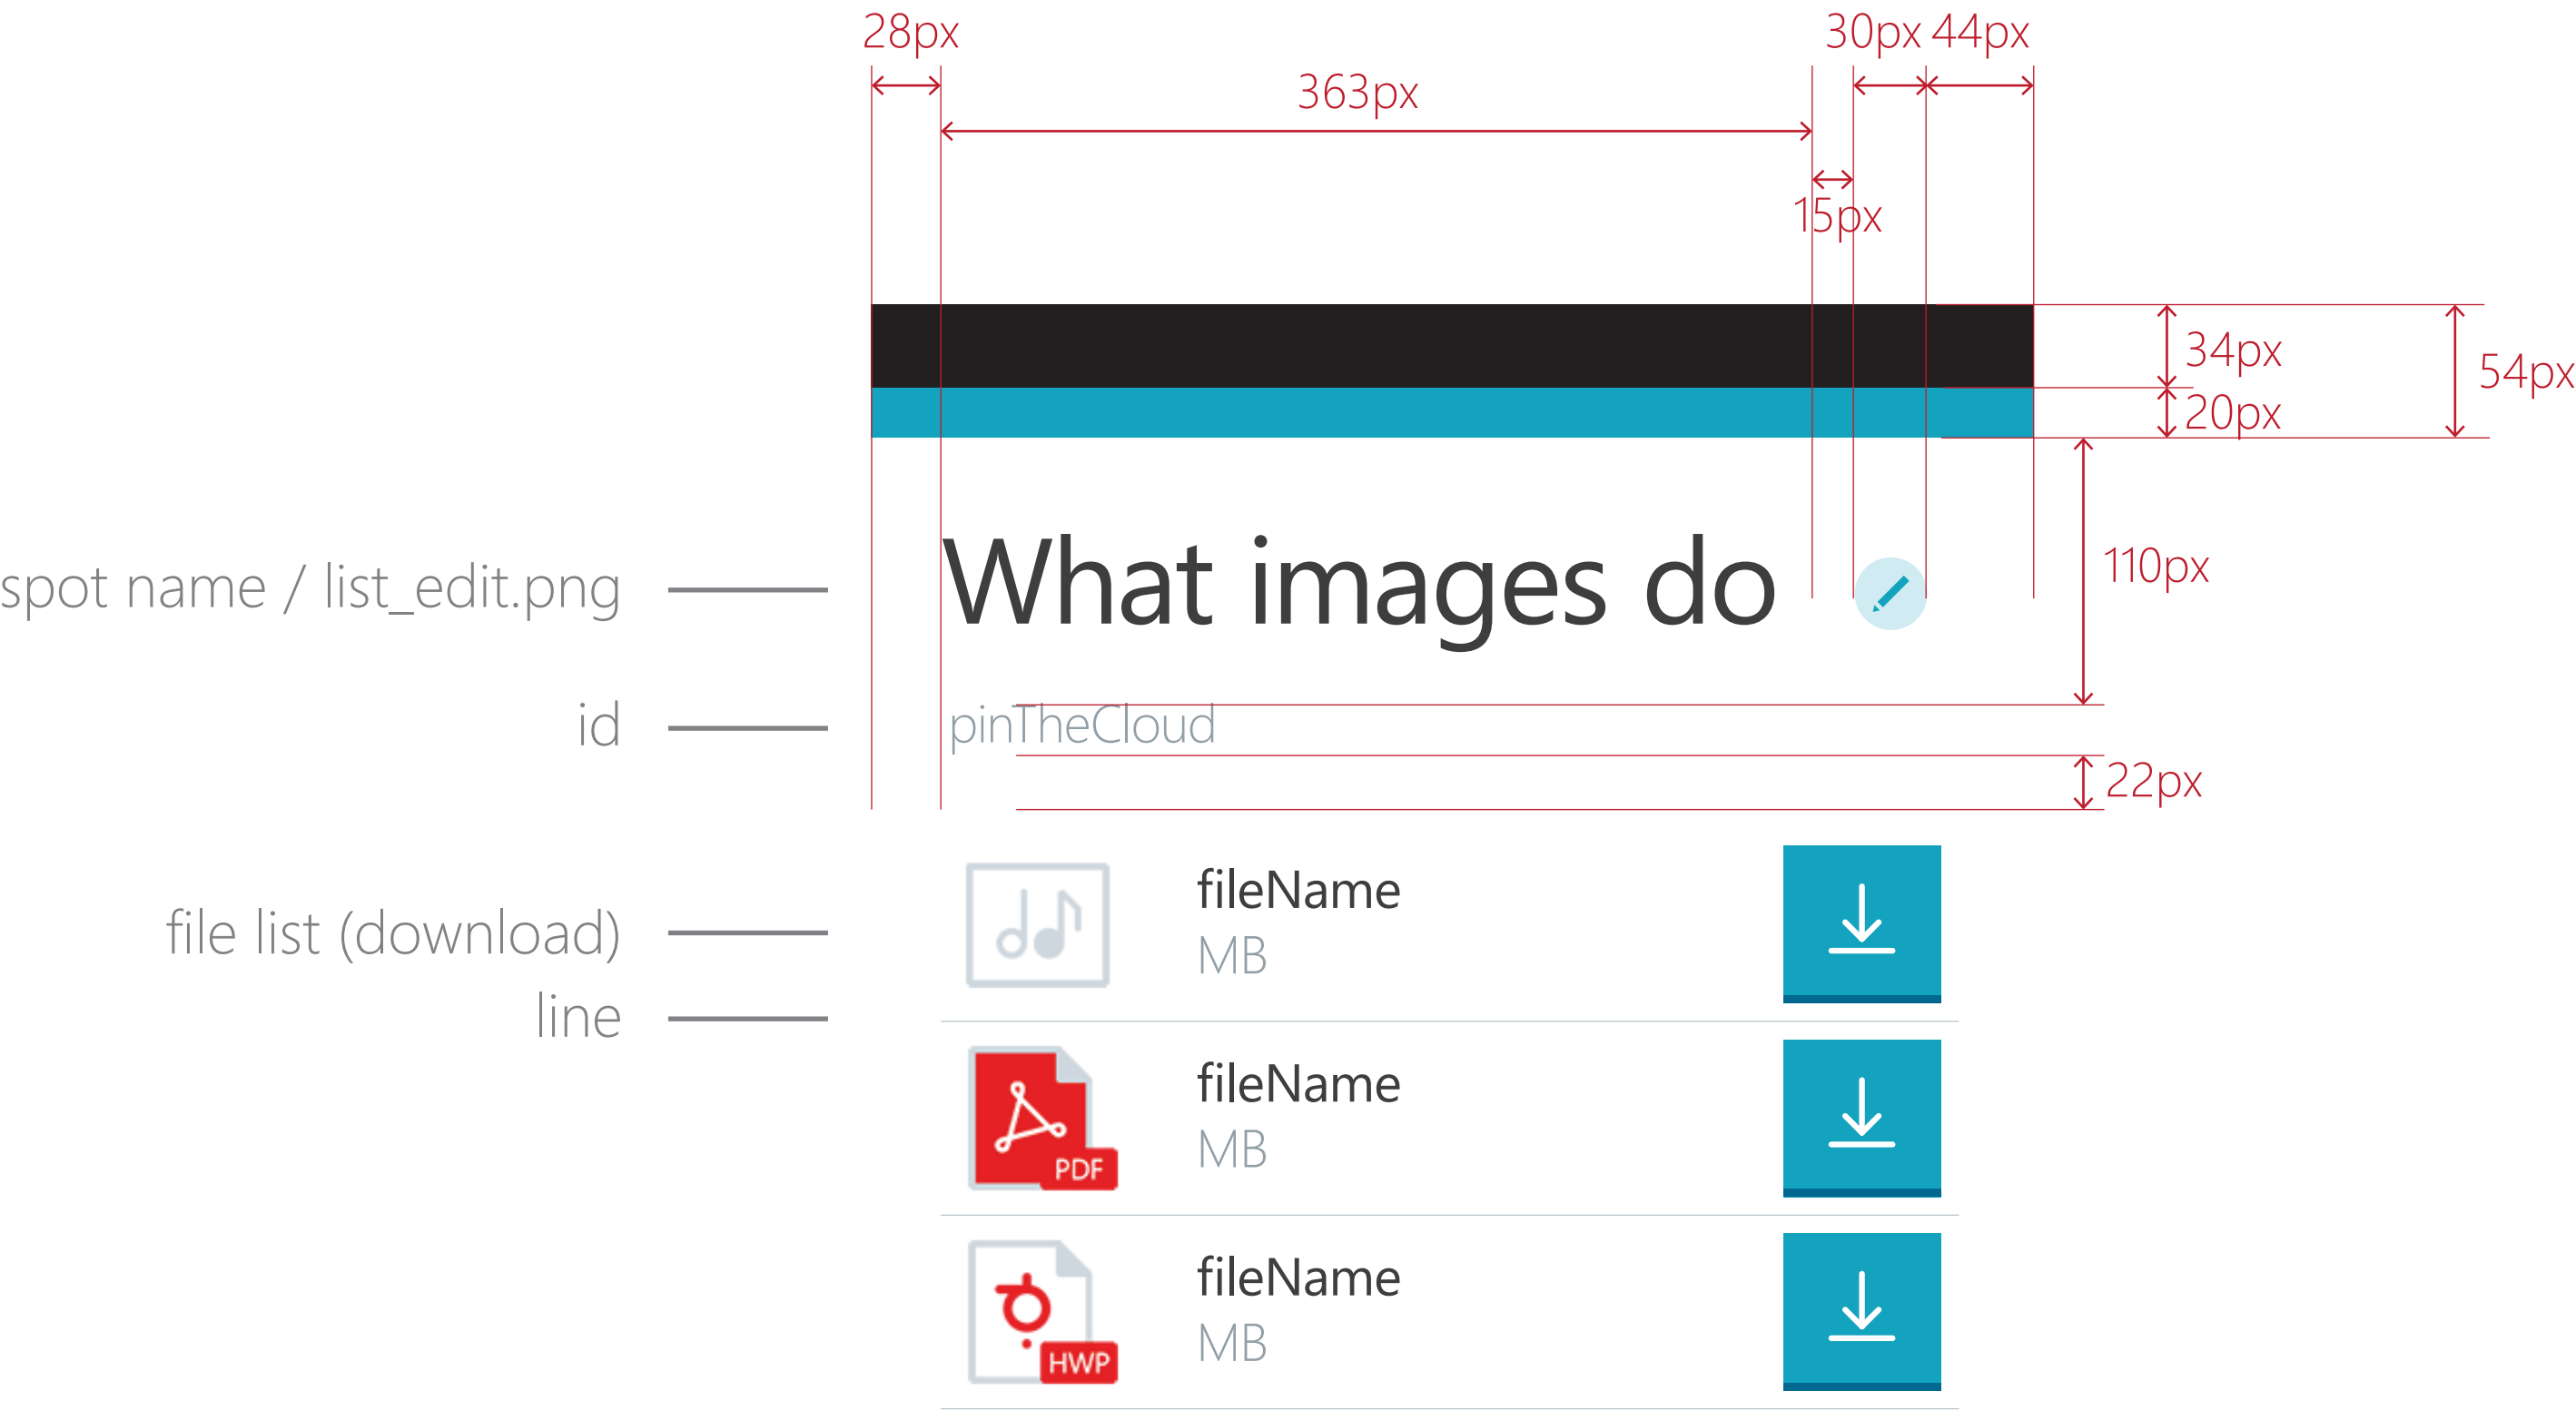 28px
30px 44px
363px
15px
34px
54px
20px
What images do
spot name / list_edit.png
110px
id
pinTheCloud
22px
fileName
file list (download)
MB
line
fileName
MB
PDF
fileName
MB
HWP